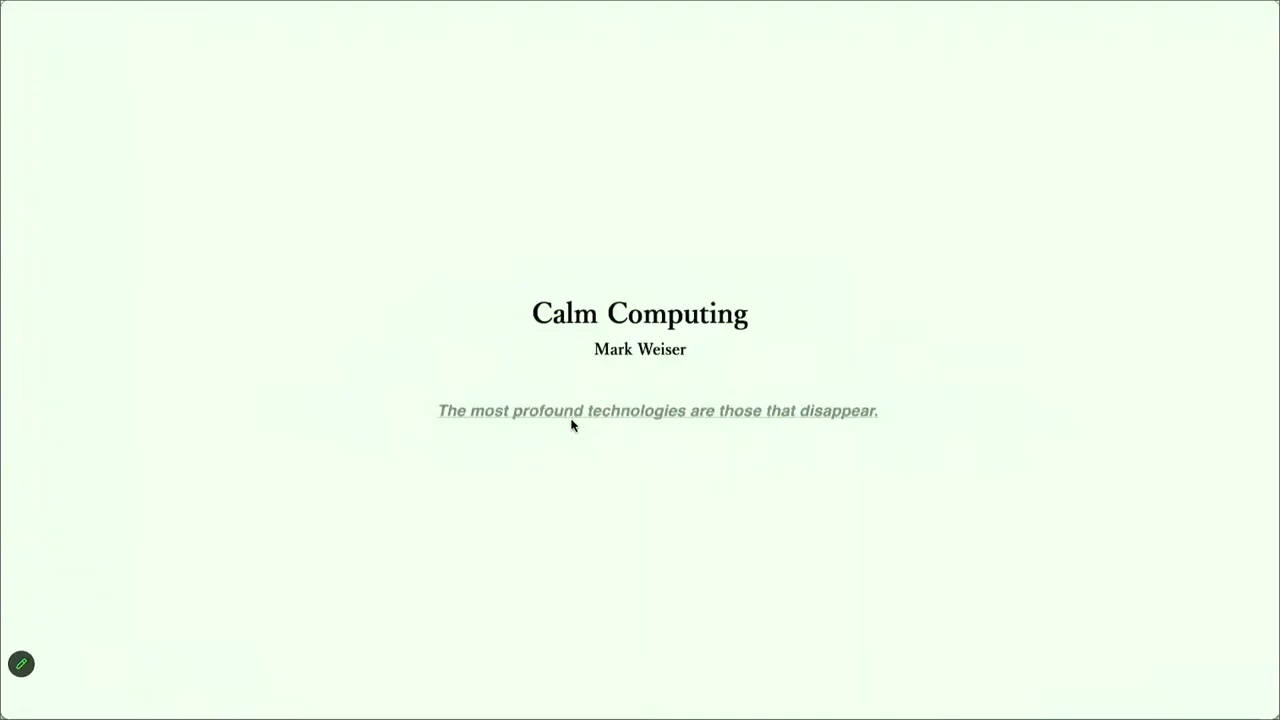 Calm Computing
Mark Weiser
The most profound technologies are those that disappear.